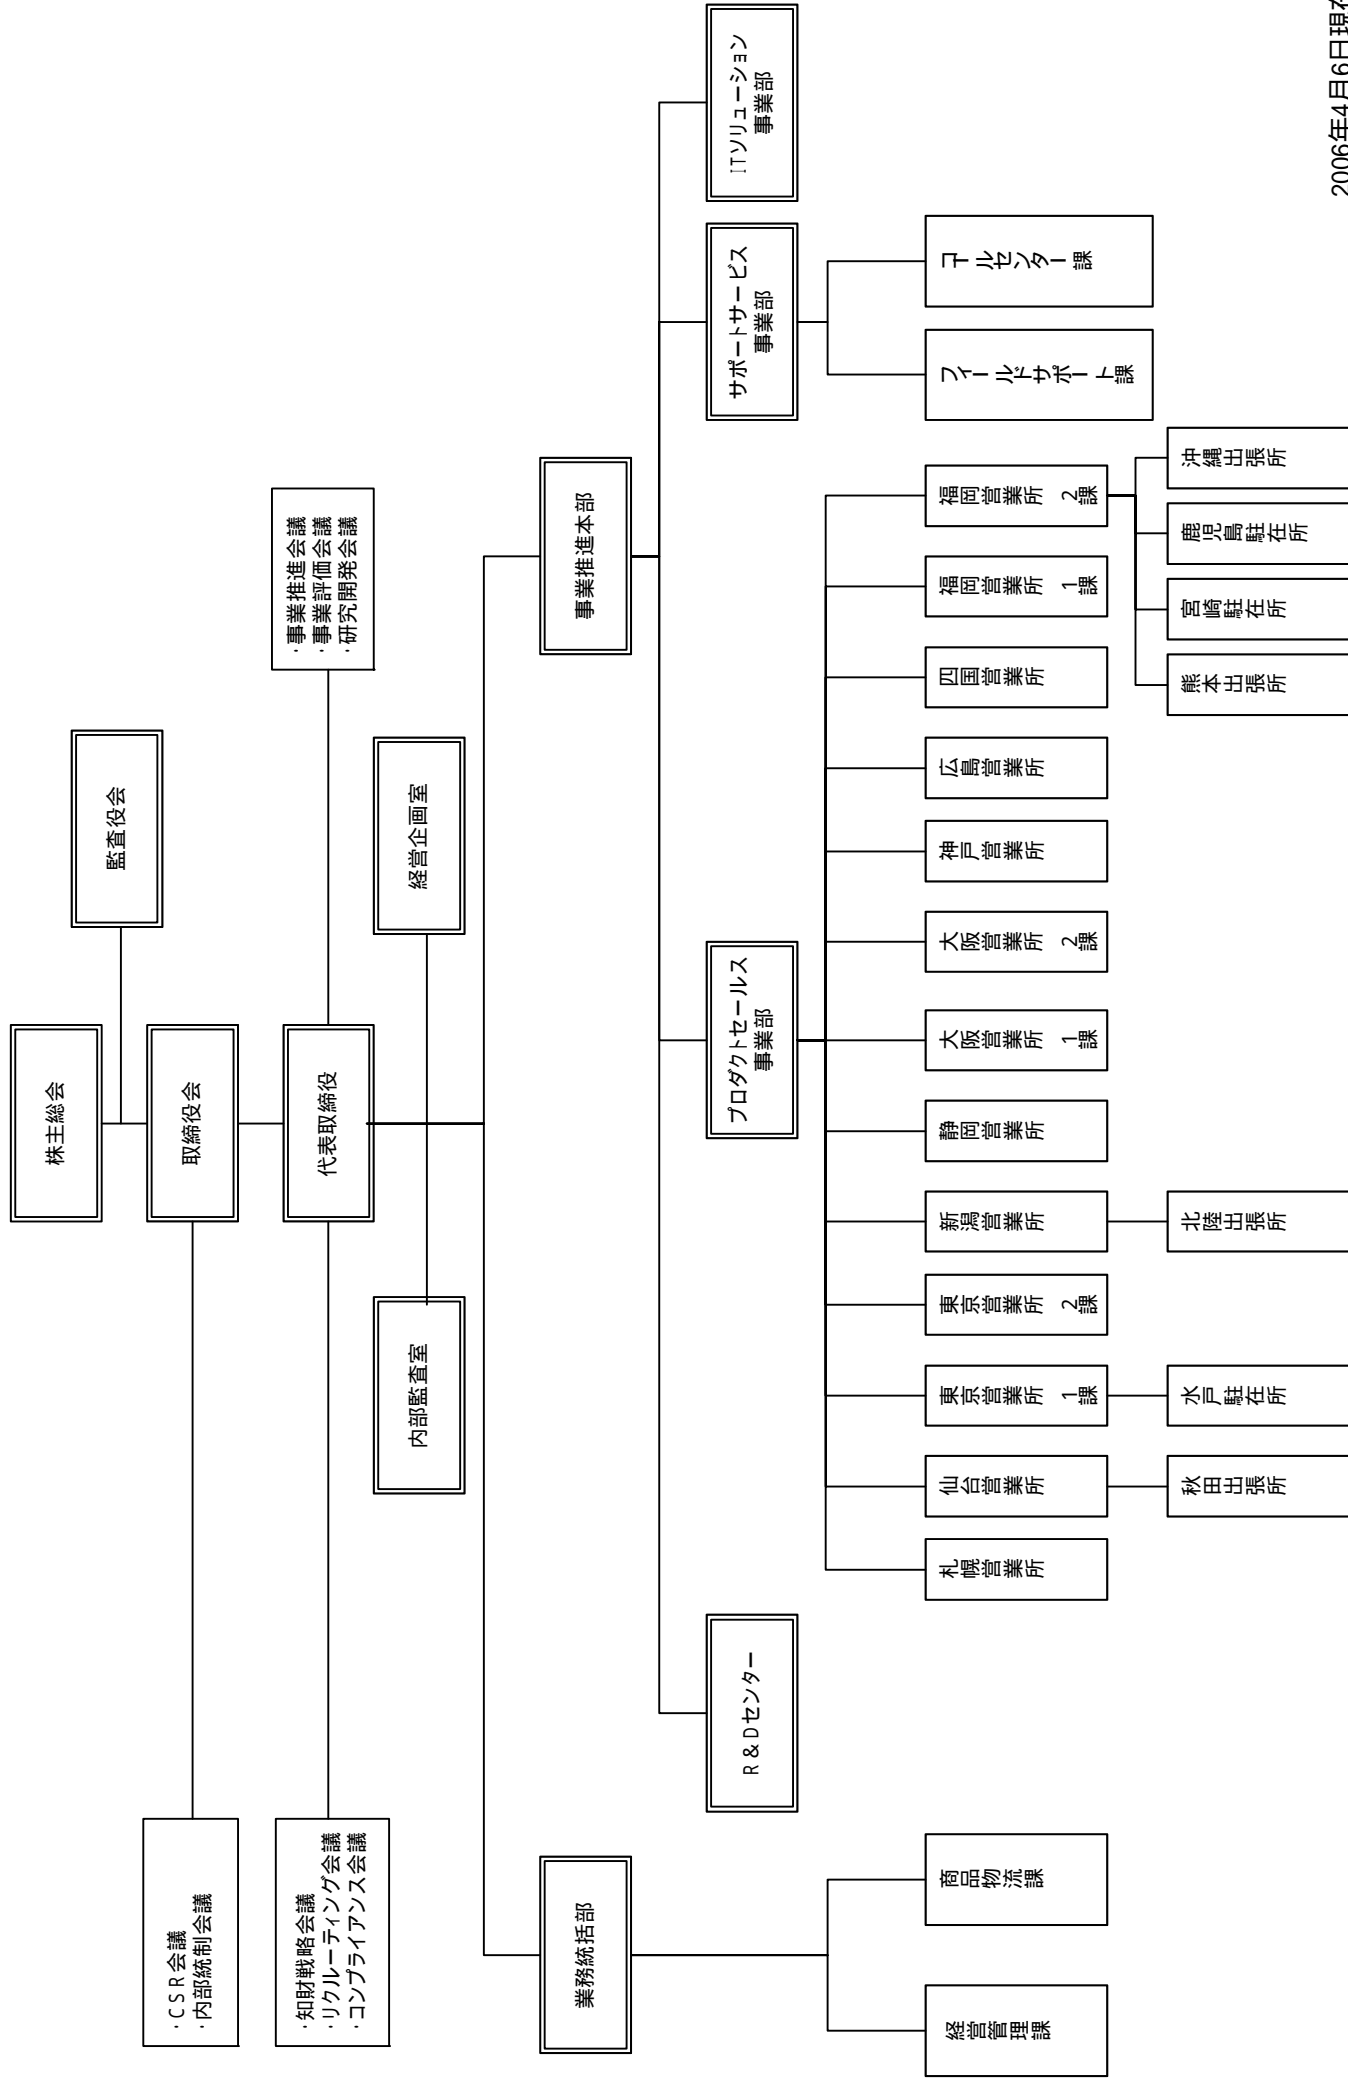 株主総会
監査役会
取締役会
・CSR会議
・内部統制会議
代表取締役
・知財戦略会議
・リクルーティング会議
・コンプライアンス会議
・事業推進会議
・事業評価会議
・研究開発会議
内部監査室
経営企画室
業務統括部
事業推進本部
R&Dセンター
プロダクトセールス
事業部
サポートサービス
事業部
ITソリューション
事業部
経営管理課
商品物流課
札幌営業所
仙台営業所
東京営業所 1課
東京営業所 2課
新潟営業所
静岡営業所
大阪営業所 1課
大阪営業所 2課
神戸営業所
広島営業所
四国営業所
福岡営業所 1課
福岡営業所 2課
フィールドサポート課
コールセンター課
秋田出張所
水戸駐在所
北陸出張所
熊本出張所
宮崎駐在所
鹿児島駐在所
沖縄出張所
2006年4月6日現在